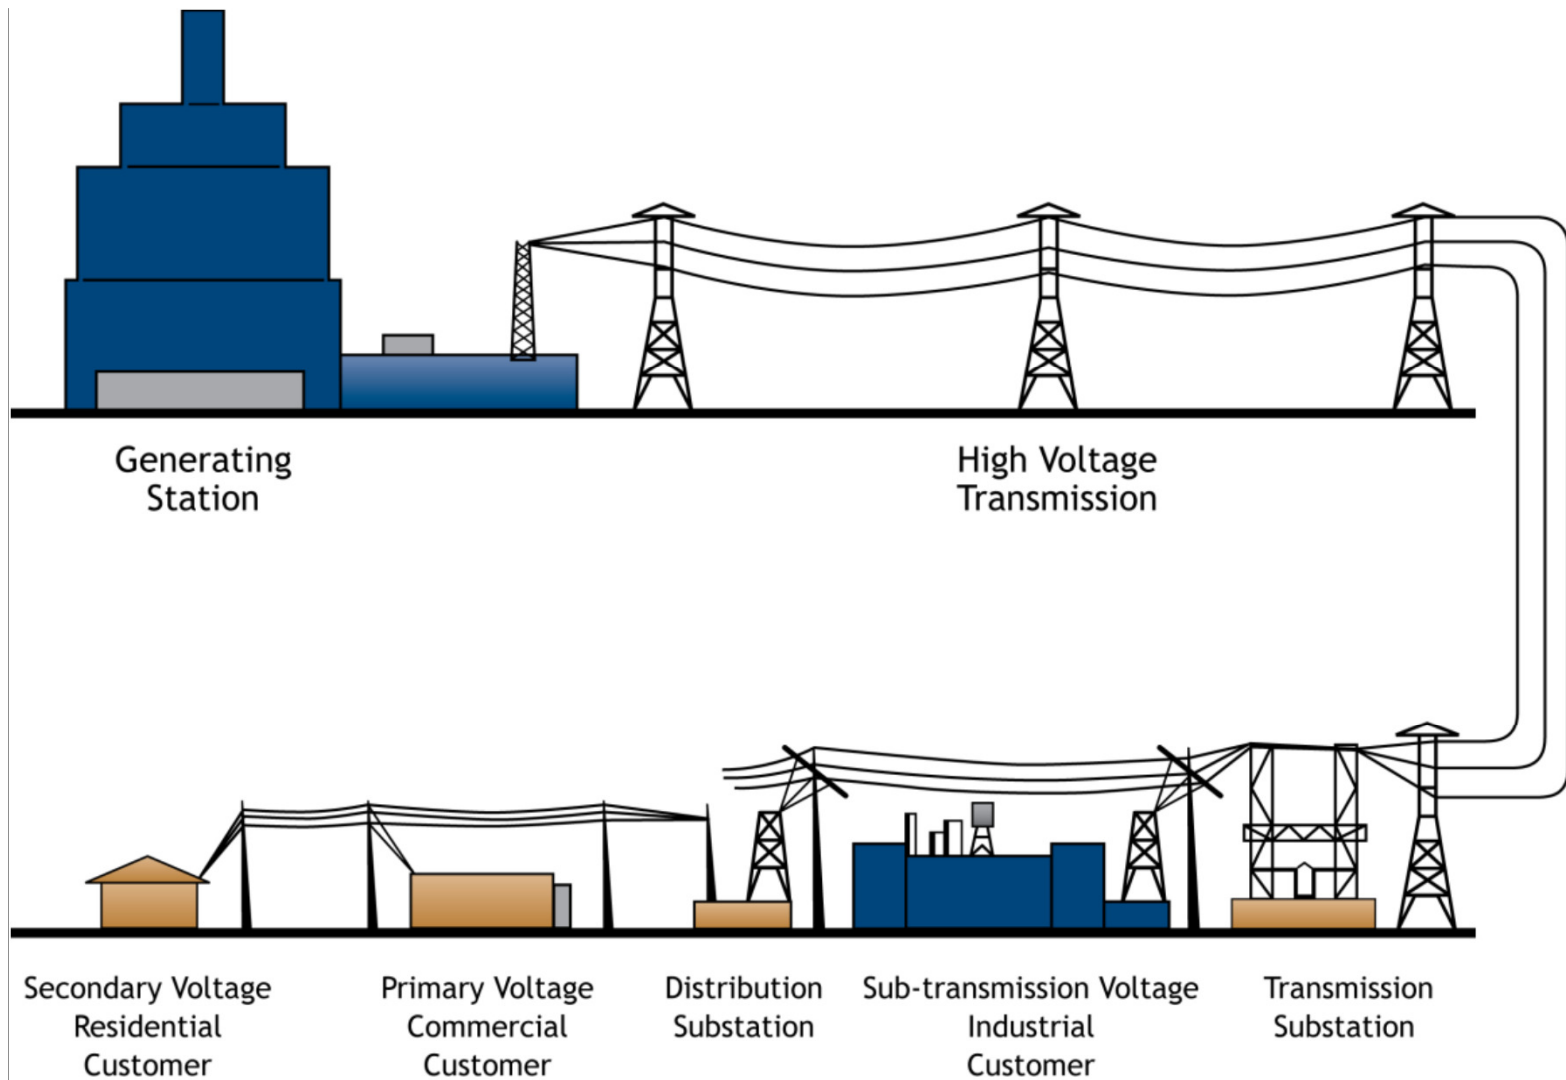 Generating
Station
High Voltage
Transmission
Secondary Voltage
Residential
Customer
Primary Voltage
Commercial
Customer
Distribution
Substation
Sub-transmission Voltage
Industrial
Customer
Transmission
Substation